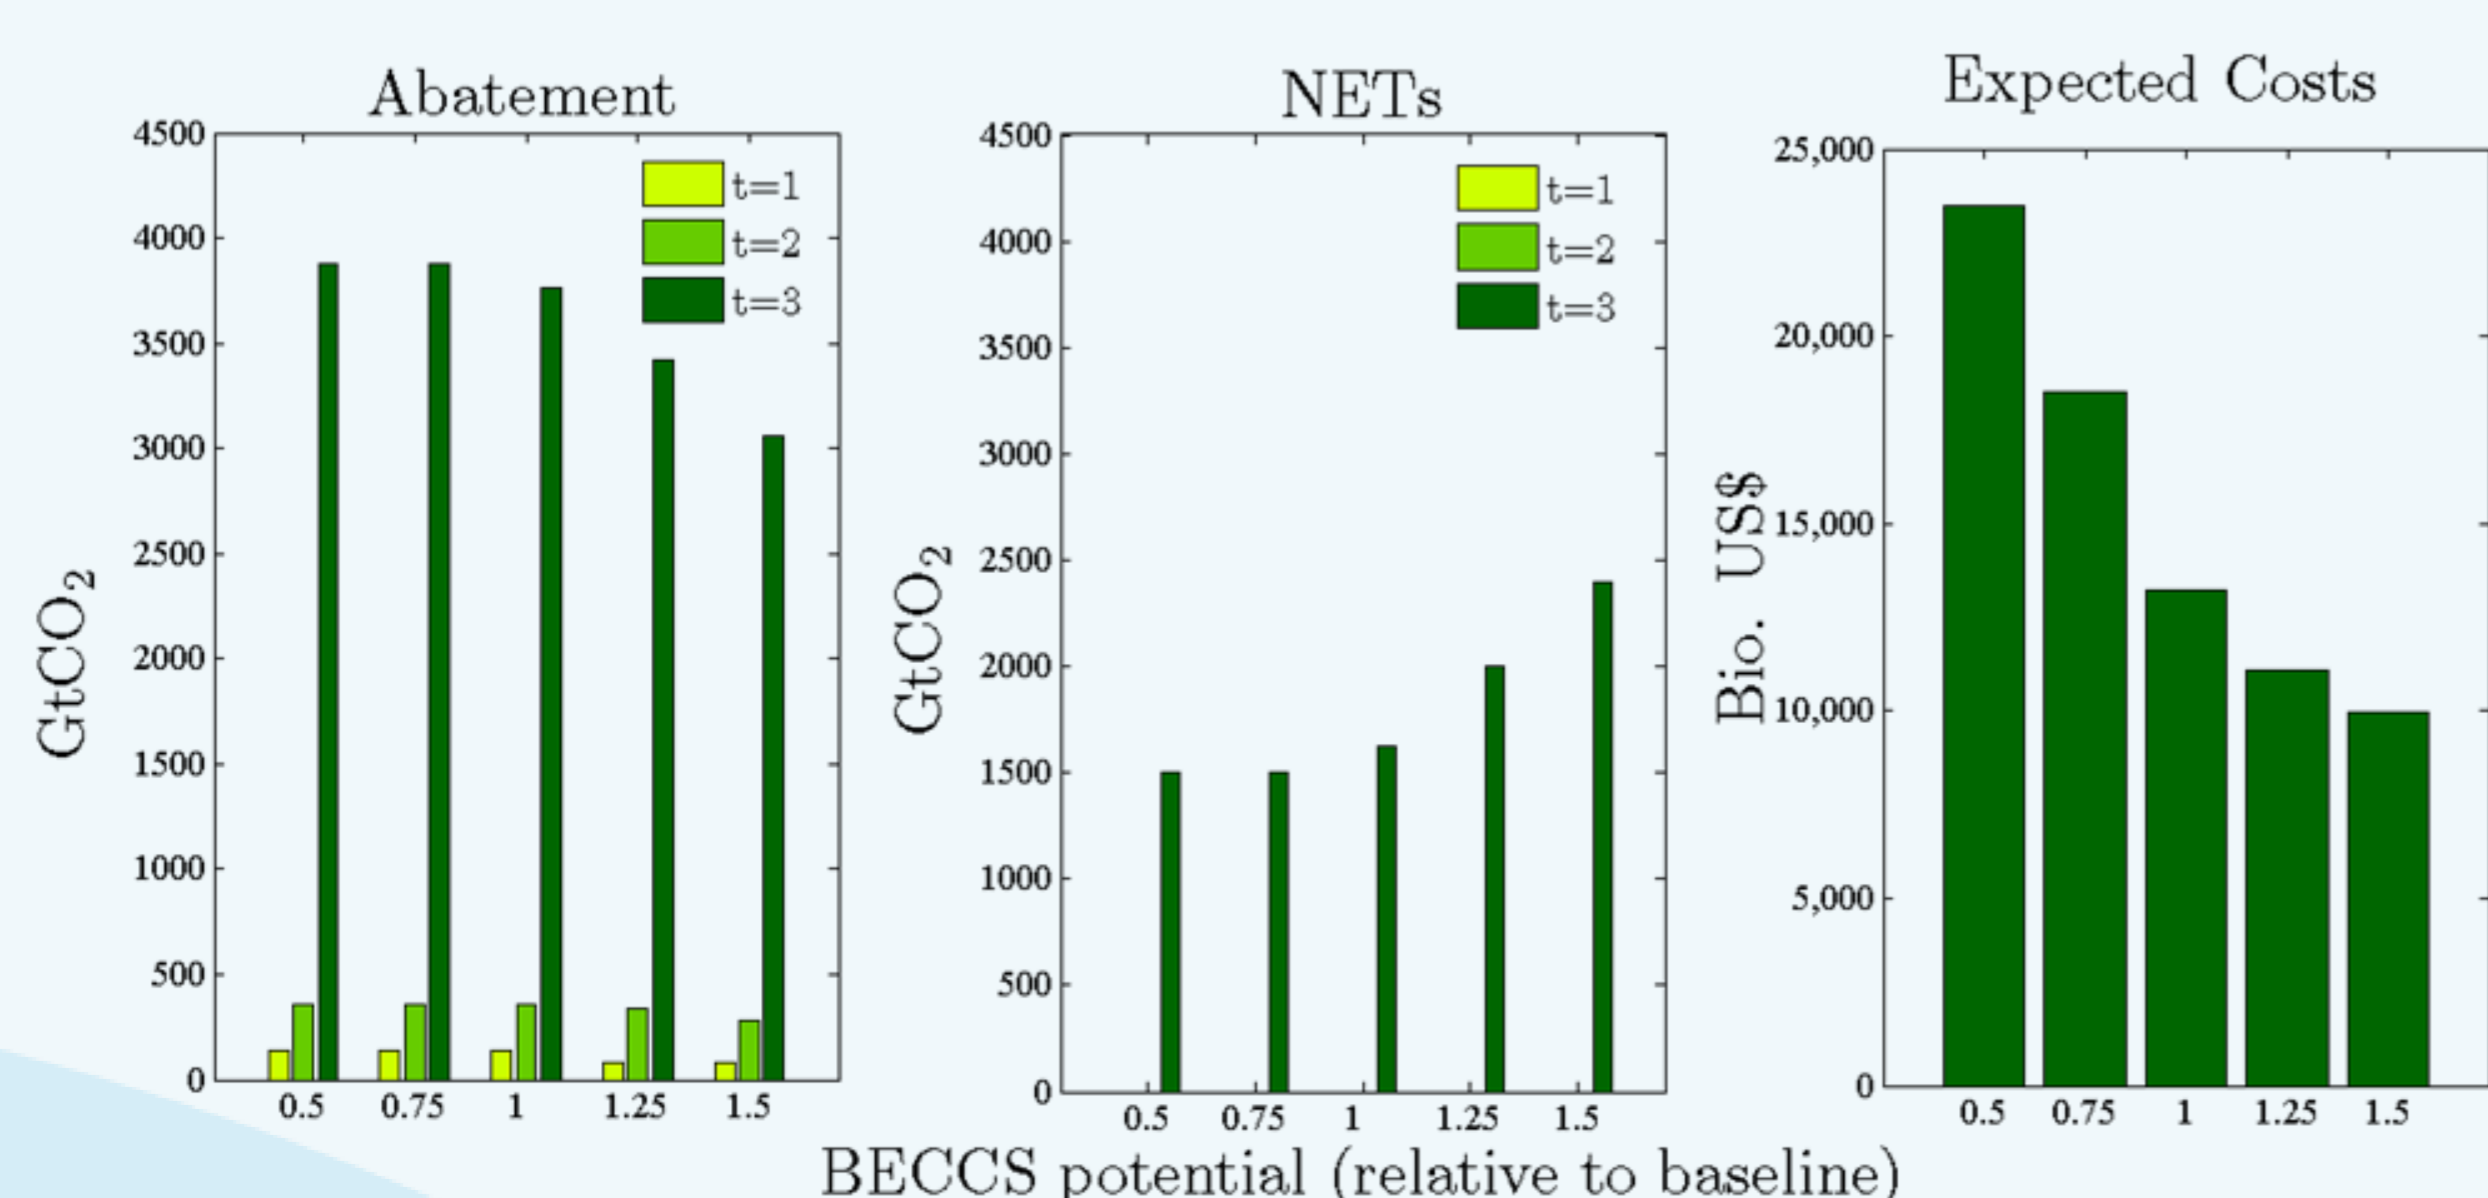 Abatement
4500
4000
3500
3000
2500
2000
1500
1000
500
0
GtCO₂
t=1
t=2
t=3
0.5 0.75 1 1.25 1.5
NETs
4500
4000
3500
3000
2500
2000
1500
1000
500
0
GtCO₂
t=1
t=2
t=3
0.5 0.75 1 1.25 1.5
Expected Costs
25,000
20,000
15,000
10,000
5,000
0
Bio. US$
0.5 0.75 1 1.25 1.5
BECCS potential (relative to baseline)